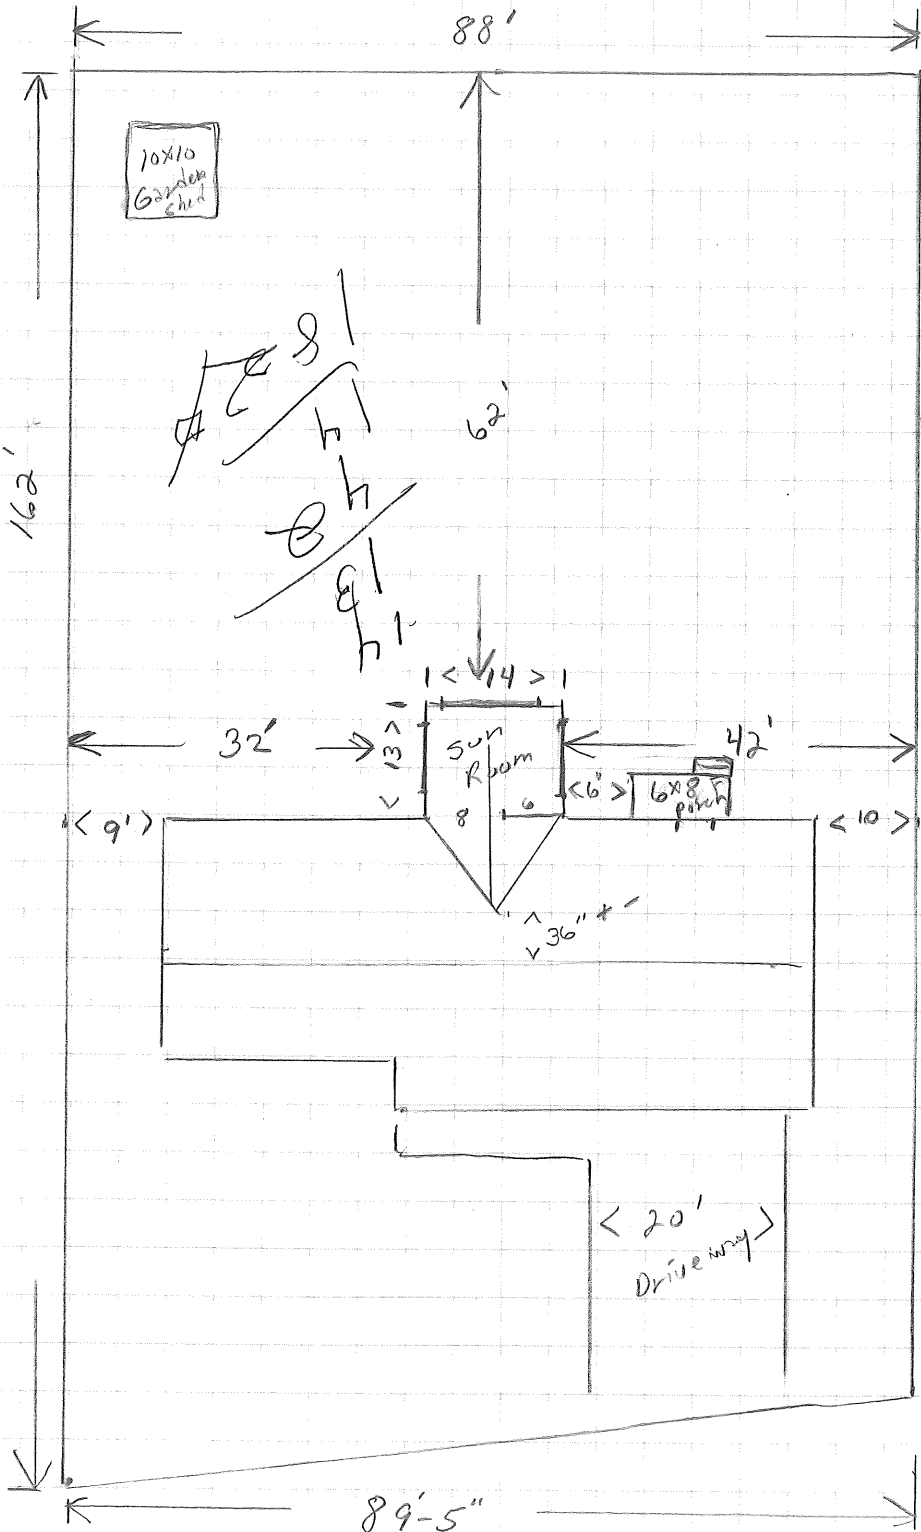 88'
10x10
Garden
Shed
162'
62'
< 14 >
< 13 >
Sun
Room
32'
42'
< 6' >
6x8
porch
8
6
< 9' >
< 10 >
< 36" + -
>
< 20' >
Driveway
89'-5"